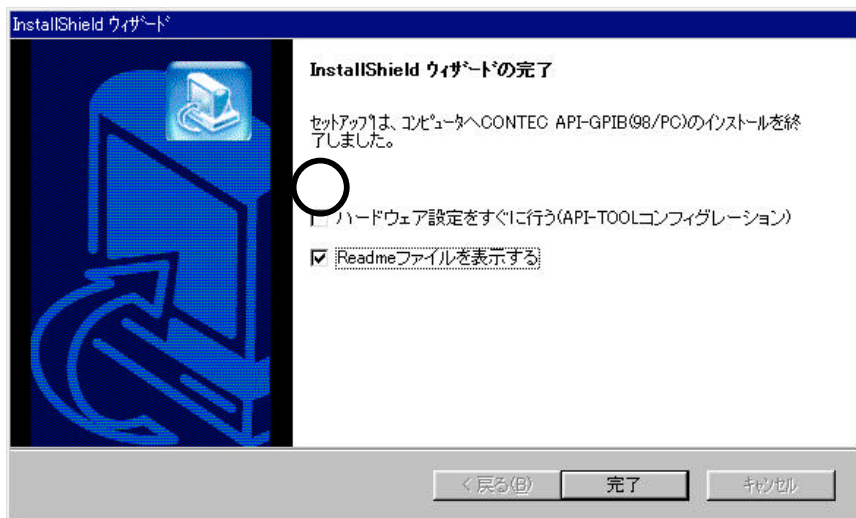 InstallShield ウィザード
InstallShield ウィザードの完了
セットアップは、コンピュータへCONTEC API-GPIB(98/PC)のインストールを終
了しました。
ハードウェア設定をすぐに行う(API-TOOLコンフィグレーション)
Readmeファイルを表示する
< 戻る(B)
完了
キャンセル